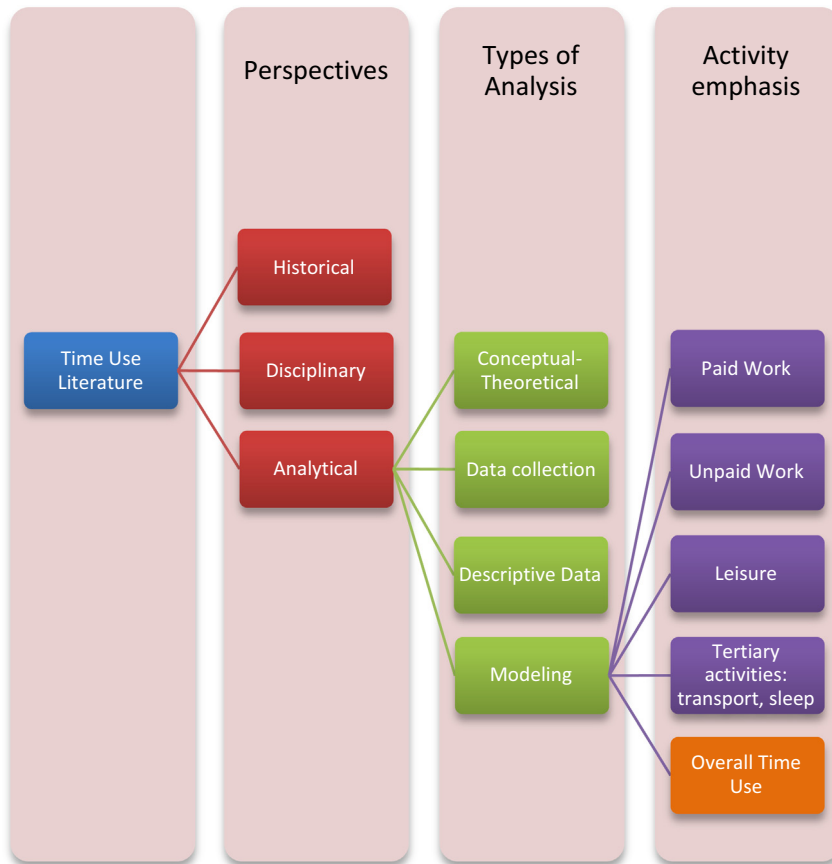 Perspectives
Types of
Analysis
Activity
emphasis
Time Use
Literature
Historical
Disciplinary
Analytical
Conceptual-
Theoretical
Data collection
Descriptive Data
Modeling
Paid Work
Unpaid Work
Leisure
Tertiary
activities:
transport, sleep
Overall Time
Use